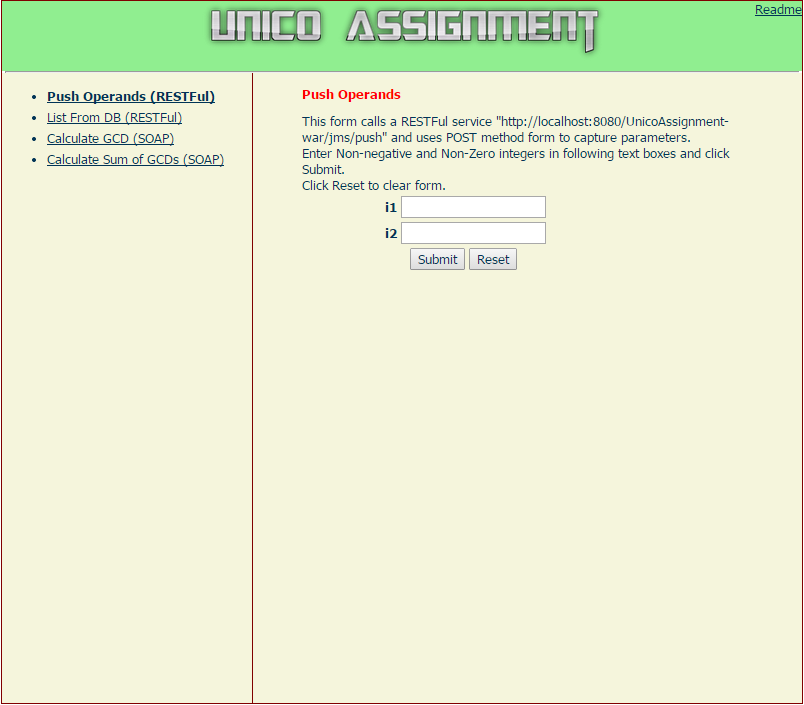 UNICO ASSIGNMENT
Readme
Push Operands (RESTFul)
List From DB (RESTFul)
Calculate GCD (SOAP)
Calculate Sum of GCDs (SOAP)
Push Operands
This form calls a RESTFul service "http://localhost:8080/UnicoAssignment-
war/jms/push" and uses POST method form to capture parameters.
Enter Non-negative and Non-Zero integers in following text boxes and click
Submit.
Click Reset to clear form.
i1
i2
Submit Reset